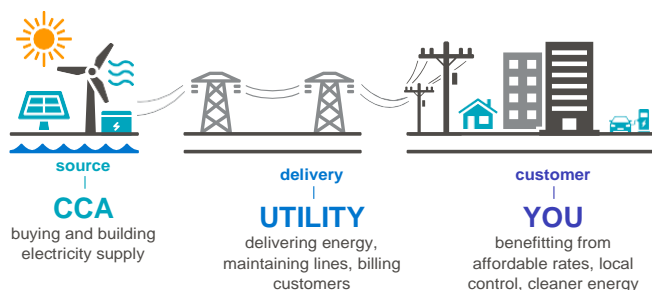 source
CCA
buying and building
electricity supply
delivery
UTILITY
delivering energy,
maintaining lines, billing
customers
customer
YOU
benefitting from
affordable rates, local
control, cleaner energy